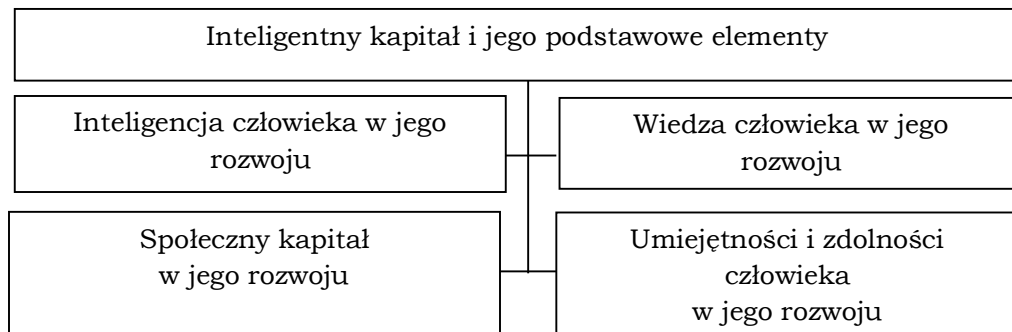 Inteligentny kapitał i jego podstawowe elementy
Inteligencja człowieka w jego
rozwoju
Wiedza człowieka w jego
rozwoju
Społeczny kapitał
w jego rozwoju
Umiejętności i zdolności
człowieka
w jego rozwoju